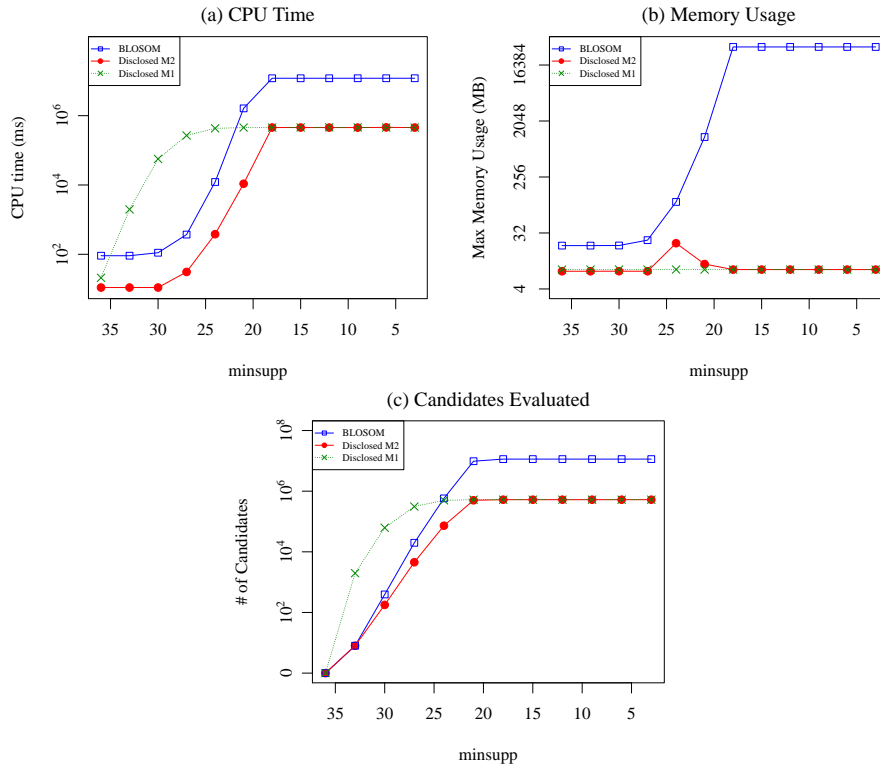 (a) CPU Time
BLOSOM
Disclosed M2
Disclosed M1
CPU time (ms)
10^6
10^4
10^2
35 30 25 20 15 10 5
minsupp
(b) Memory Usage
BLOSOM
Disclosed M2
Disclosed M1
Max Memory Usage (MB)
16384
2048
256
32
4
35 30 25 20 15 10 5
minsupp
(c) Candidates Evaluated
BLOSOM
Disclosed M2
Disclosed M1
# of Candidates
10^8
10^6
10^4
10^2
0
35 30 25 20 15 10 5
minsupp